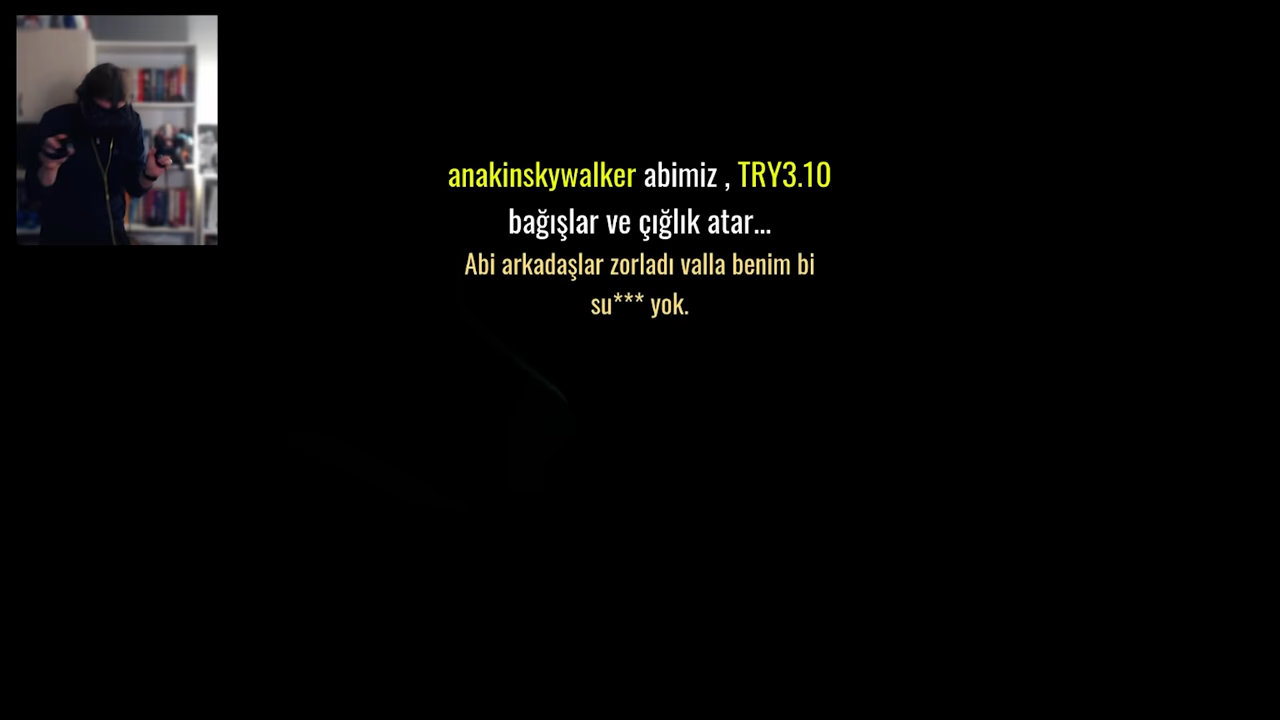 anakinskywalker abimiz , TRY3.10
bağışlar ve çığlık atar...
Abi arkadaşlar zorladı valla benim bi
su*** yok.